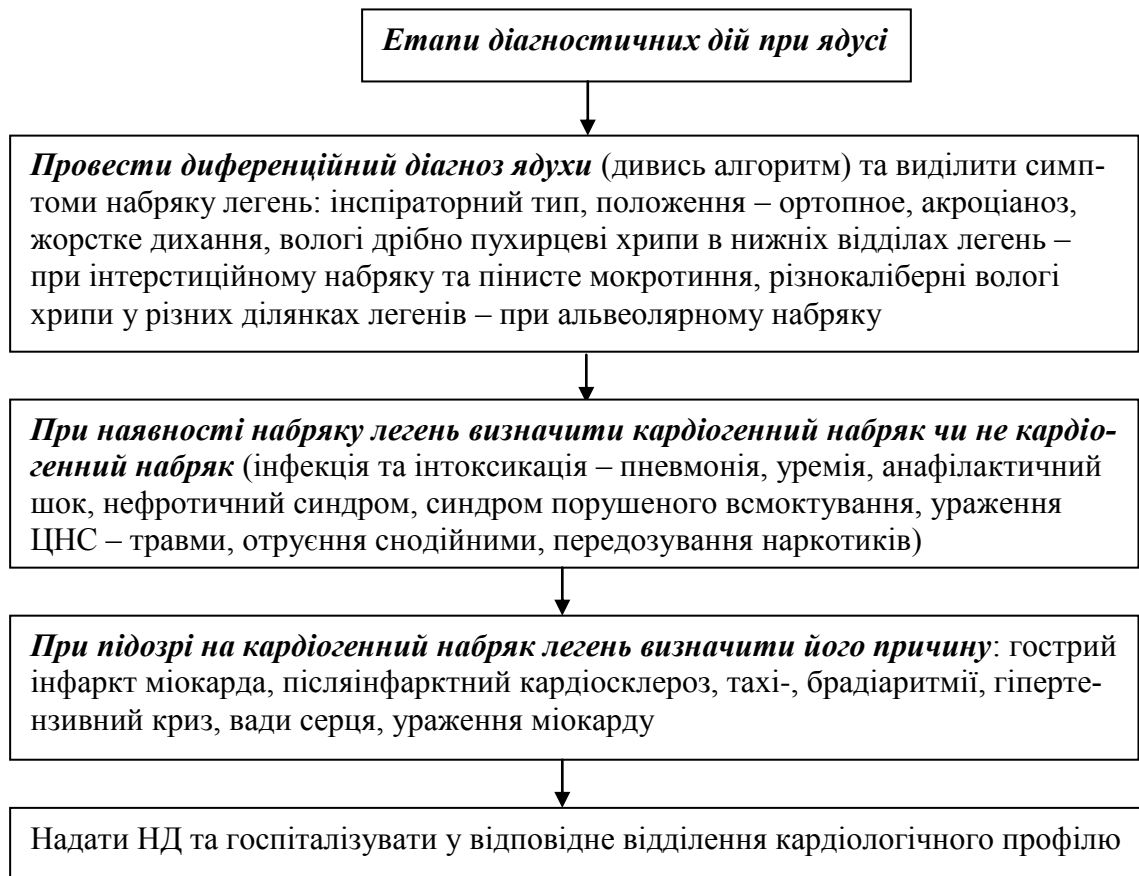 Етапи діагностичних дій при ядусі
Провести диференційний діагноз ядухи (дивись алгоритм) та виділити симп-
томи набряку легень: інспіраторний тип, положення – ортопное, акроціаноз,
жорстке дихання, вологі дрібно пухирцеві хрипи в нижніх відділах легень –
при інтерстиційному набряку та пінисте мокротиння, різнокаліберні вологі
хрипи у різних ділянках легенів – при альвеолярному набряку
При наявності набряку легень визначити кардіогенний набряк чи не кардіо-
генний набряк (інфекція та інтоксикація – пневмонія, уремія, анафілактичний
шок, нефротичний синдром, синдром порушеного всмоктування, ураження
ЦНС – травми, отруєння снодійними, передозування наркотиків)
При підозрі на кардіогенний набряк легень визначити його причину: гострий
інфаркт міокарда, післяінфарктний кардіосклероз, тахі-, брадіаритмії, гіперте-
нзивний криз, вади серця, ураження міокарду
Надати НД та госпіталізувати у відповідне відділення кардіологічного профілю